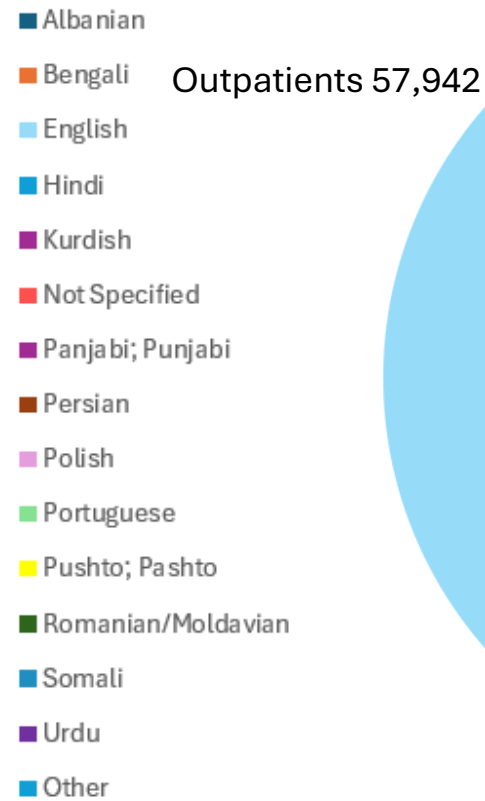 Albanian
Bengali
Outpatients 57,942
English
Hindi
Kurdish
Not Specified
Panjabi; Punjabi
Persian
Polish
Portuguese
Pushto; Pashto
Romanian/Moldavian
Somali
Urdu
Other